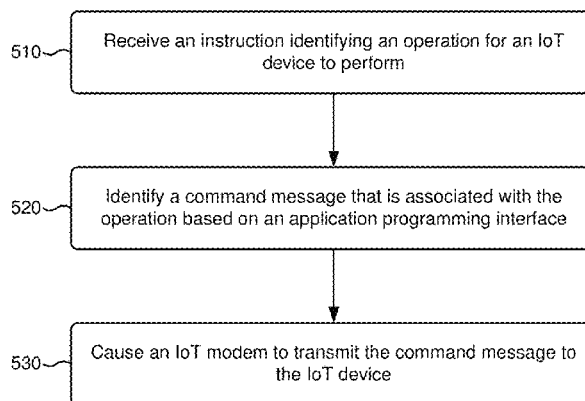 510
Receive an instruction identifying an operation for an IoT
device to perform
520
Identify a command message that is associated with the
operation based on an application programming interface
530
Cause an IoT modem to transmit the command message to
the IoT device